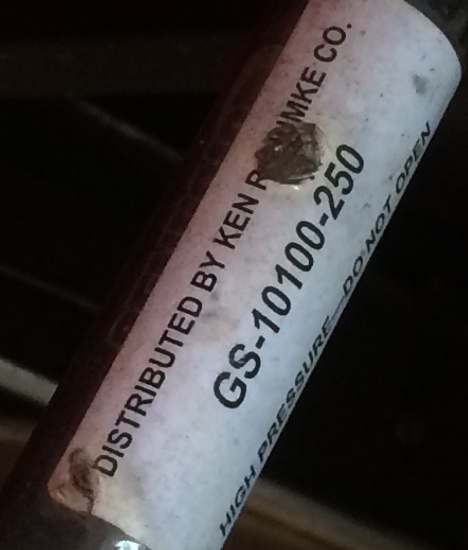 DISTRIBUTED BY KEN CO.
GS-10100-250
HIGH PRESSURE—DO NOT OPEN